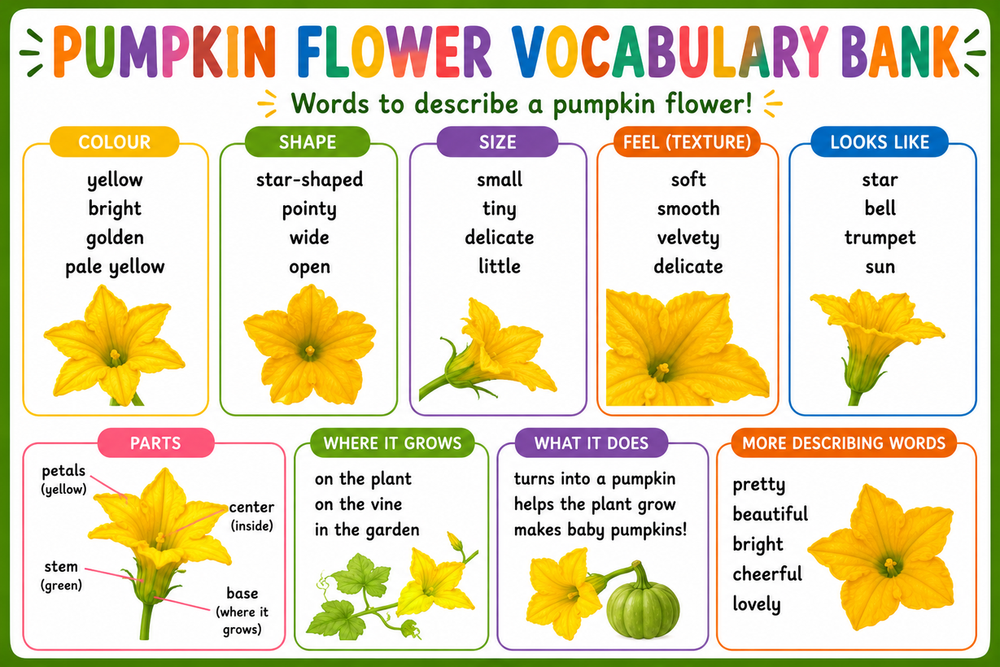 PUMPKIN FLOWER VOCABULARY BANK
Words to describe a pumpkin flower!
COLOUR
yellow
bright
golden
pale yellow
SHAPE
star-shaped
pointy
wide
open
SIZE
small
tiny
delicate
little
FEEL (TEXTURE)
soft
smooth
velvety
delicate
LOOKS LIKE
star
bell
trumpet
sun
PARTS
petals
(yellow)
center
(inside)
stem
(green)
base
(where it
grows)
WHERE IT GROWS
on the plant
on the vine
in the garden
WHAT IT DOES
turns into a pumpkin
helps the plant grow
makes baby pumpkins!
MORE DESCRIBING WORDS
pretty
beautiful
bright
cheerful
lovely